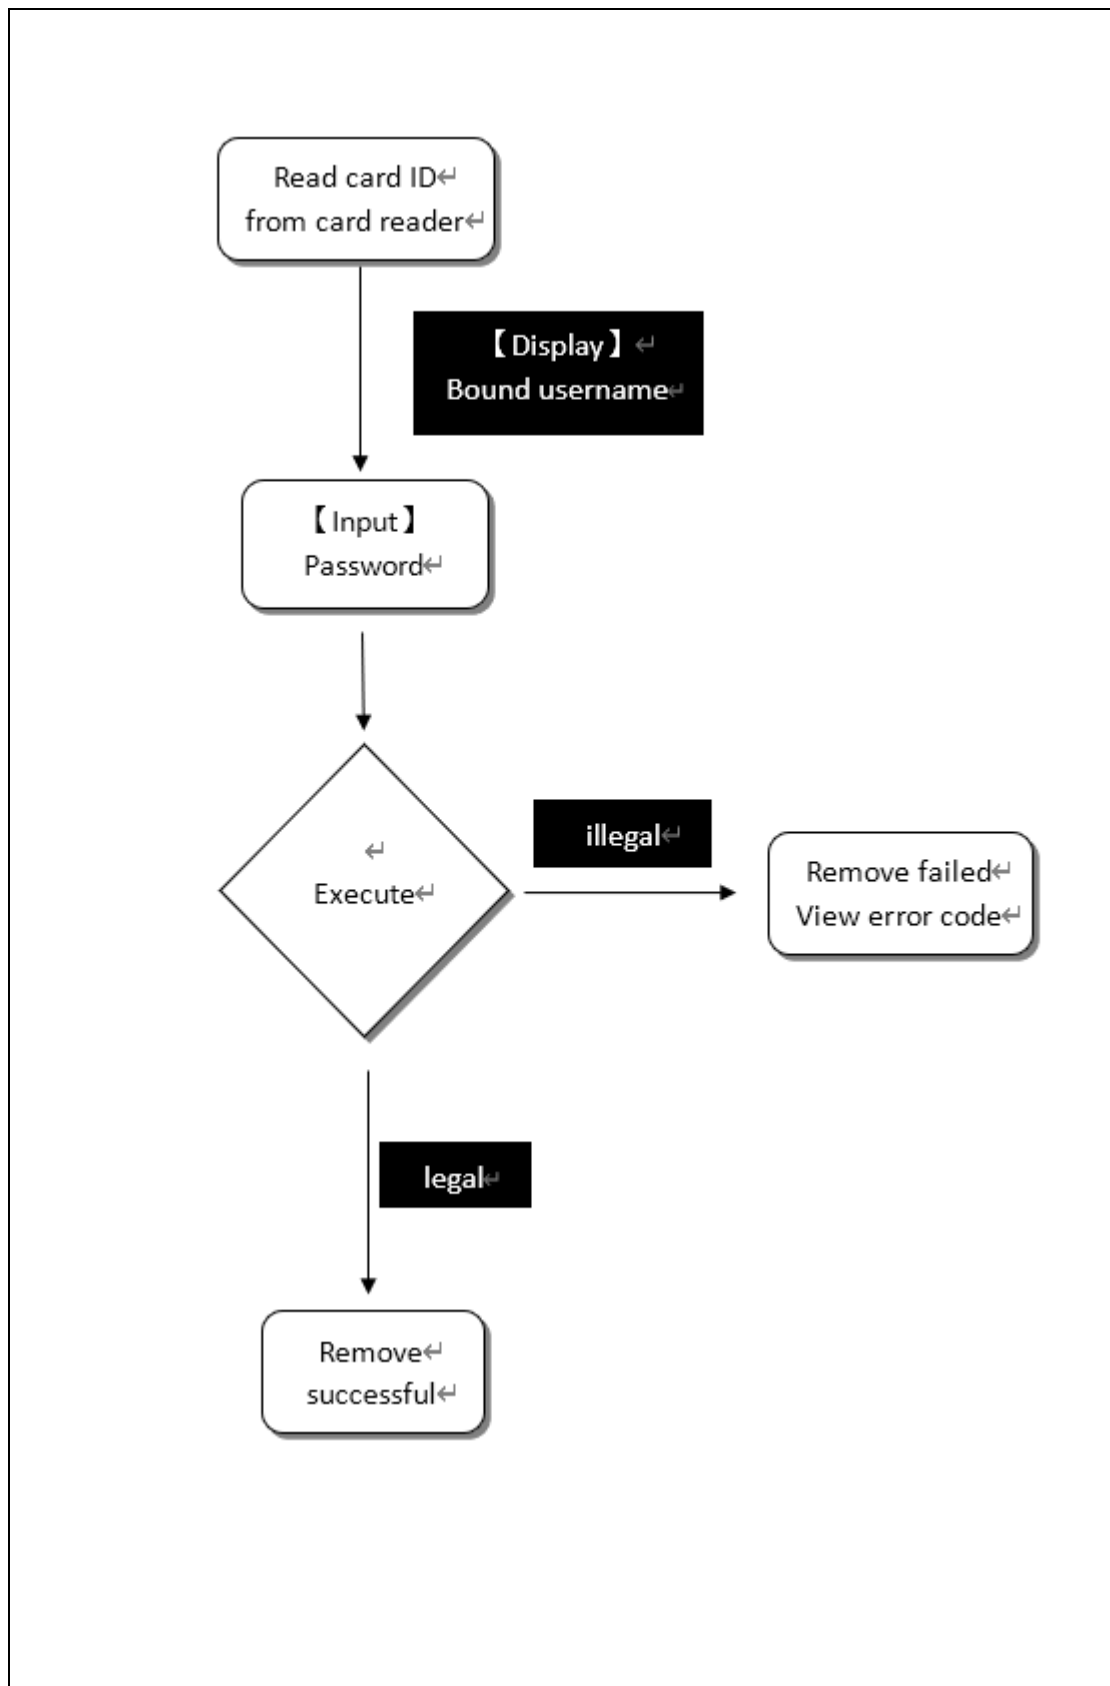 Read card ID
from card reader
【Display】
Bound username
【Input】
Password
Execute
illegal
Remove failed
View error code
legal
Remove
successful